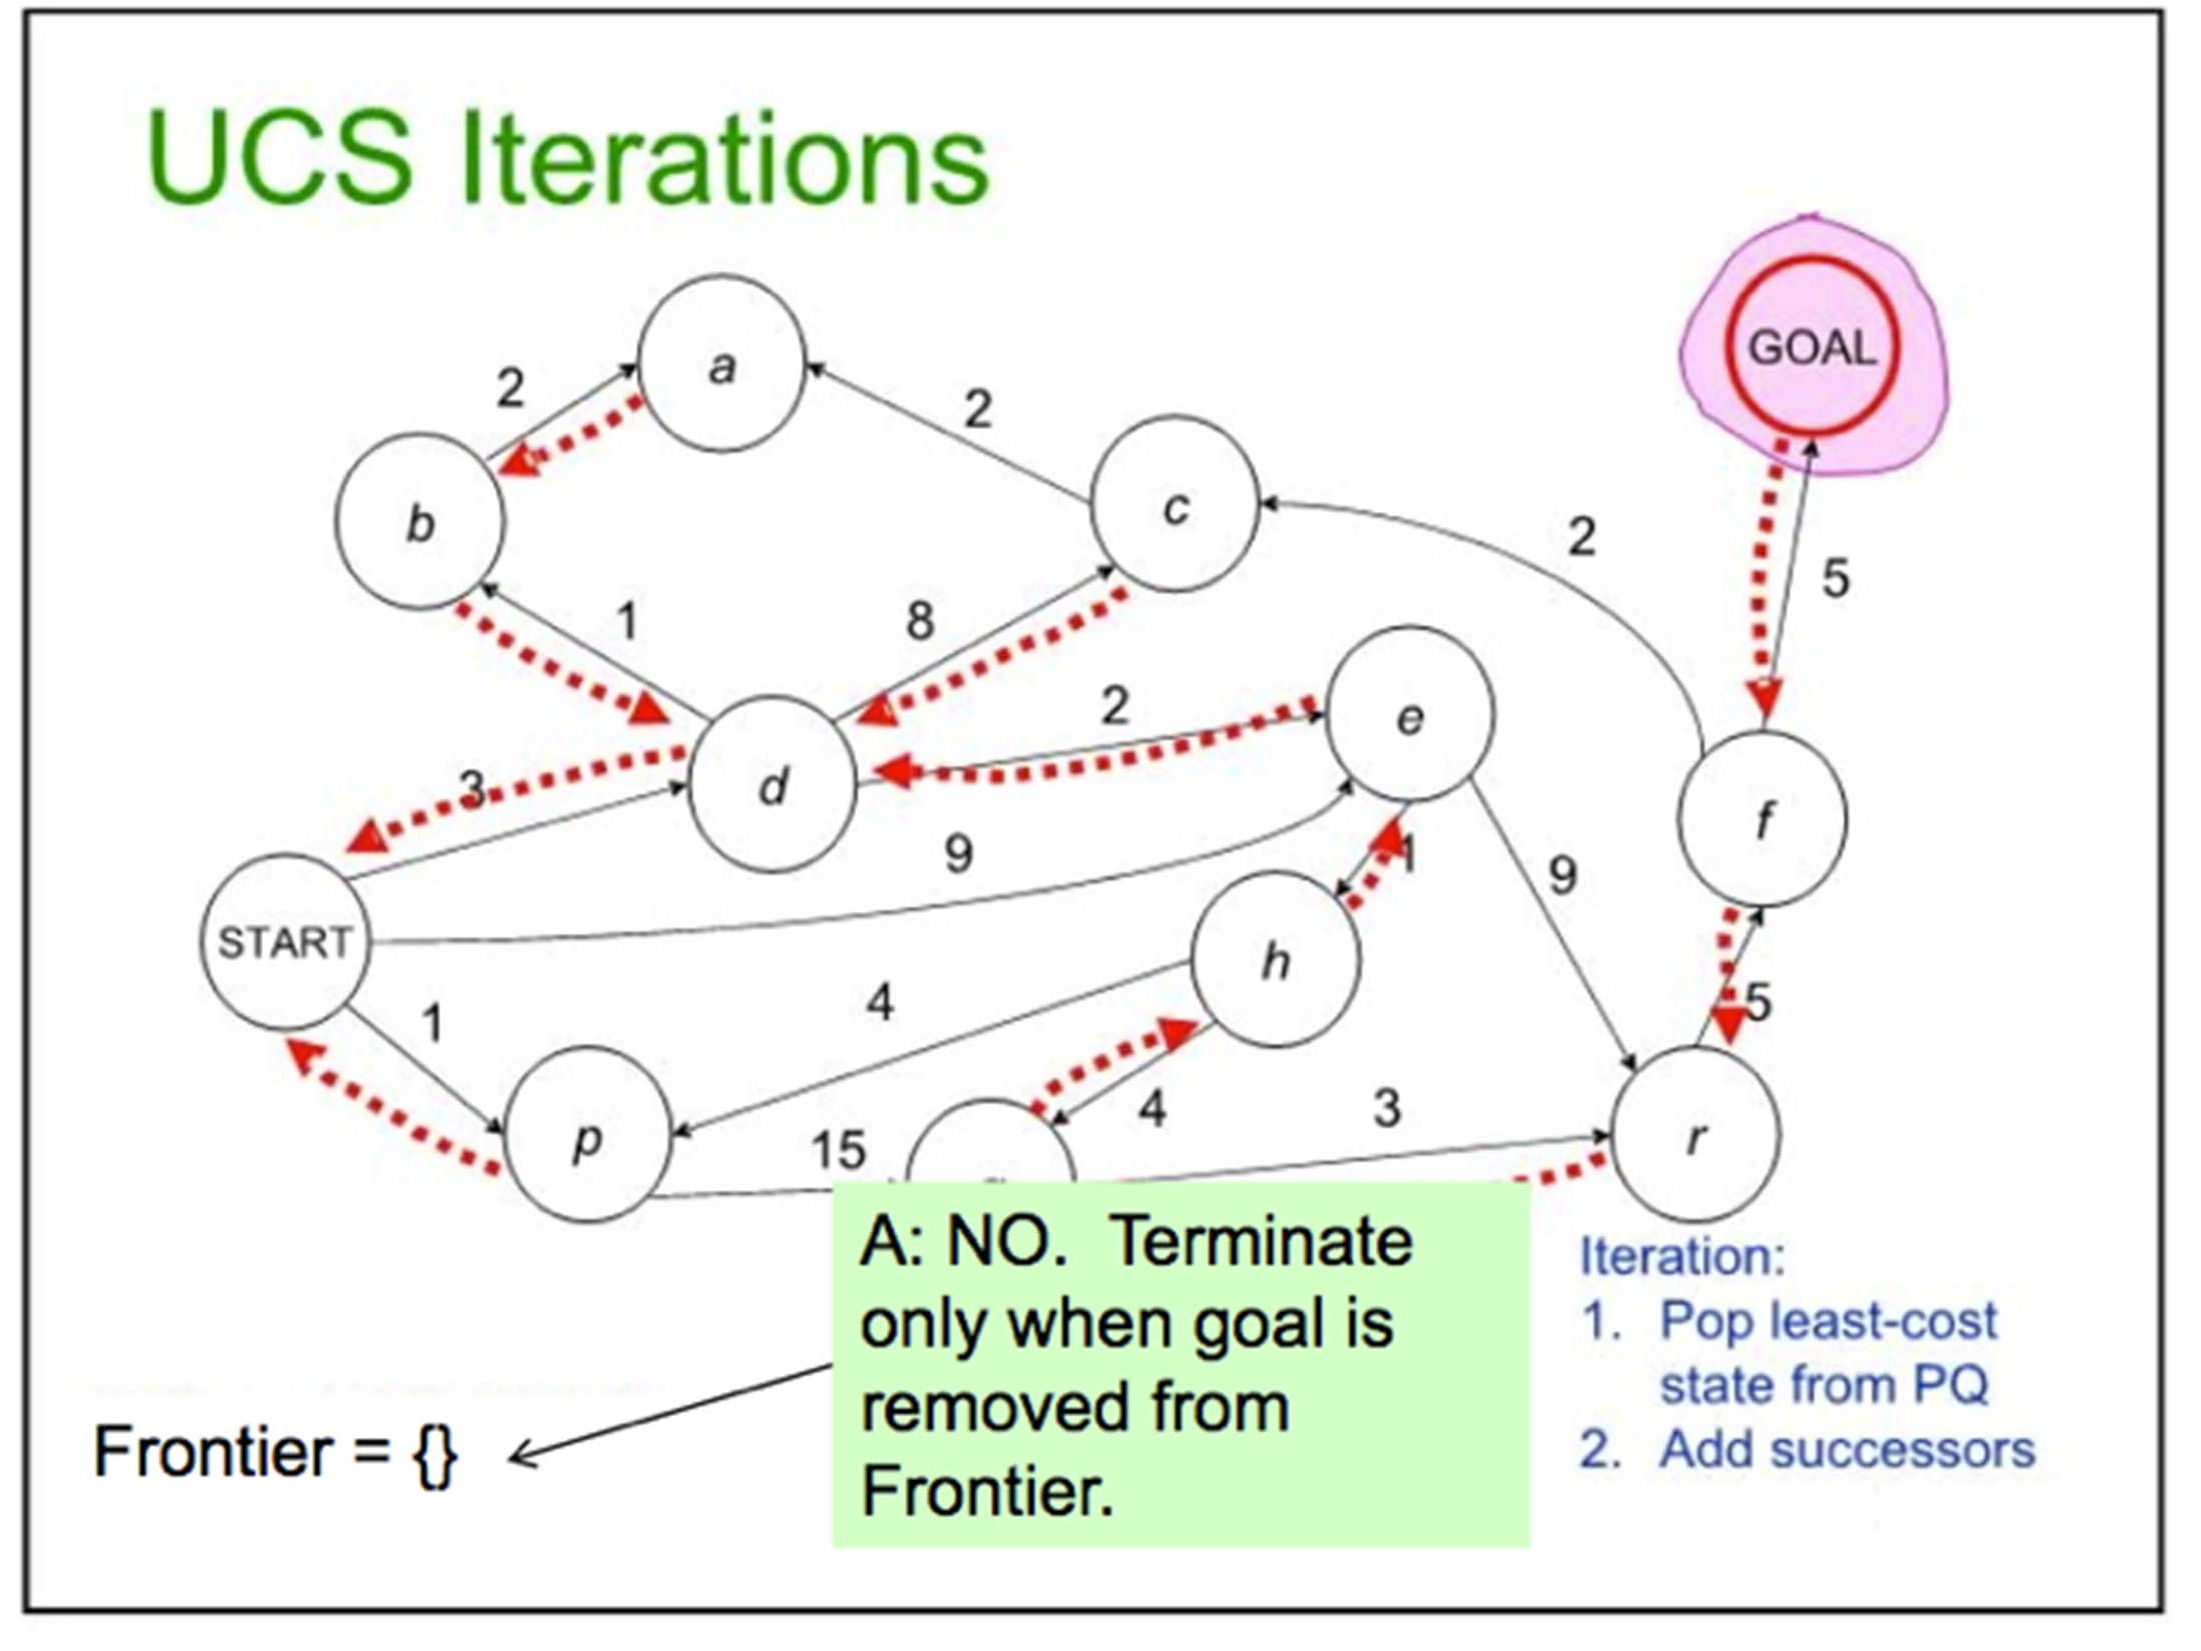 UCS Iterations
GOAL
a
2
2
c
b
2
5
1
8
2
e
3
d
f
9
1
9
START
h
5
1
4
4
3
p
15
r
A: NO. Terminate
only when goal is
removed from
Frontier.
Iteration:
1. Pop least-cost
state from PQ
2. Add successors
Frontier = {}